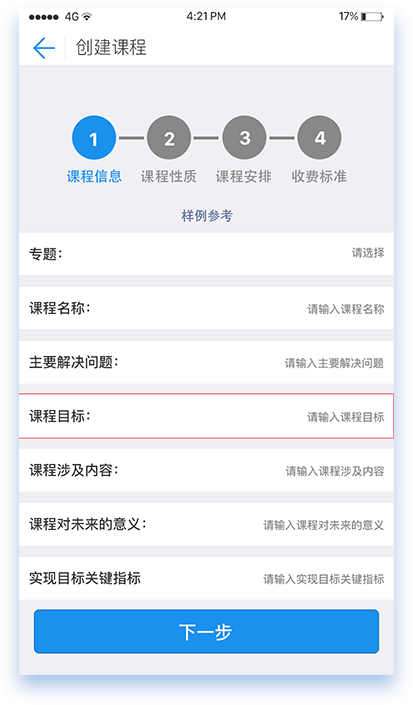 4G 4:21 PM 17%
创建课程
1 2 3 4
课程信息 课程性质 课程安排 收费标准
样例参考
专题： 请选择
课程名称： 请输入课程名称
主要解决问题： 请输入主要解决问题
课程目标： 请输入课程目标
课程涉及内容： 请输入课程涉及内容
课程对未来的意义： 请输入课程对未来的意义
实现目标关键指标 请输入实现目标关键指标
下一步